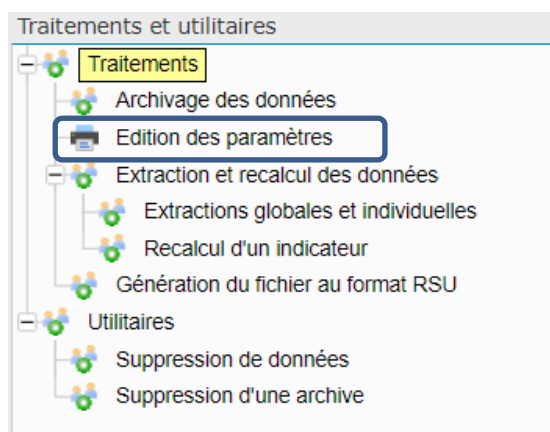 Traitements et utilitaires
Traitements
Archivage des données
Edition des paramètres
Extraction et recalcul des données
Extractions globales et individuelles
Recalcul d'un indicateur
Génération du fichier au format RSU
Utilitaires
Suppression de données
Suppression d'une archive